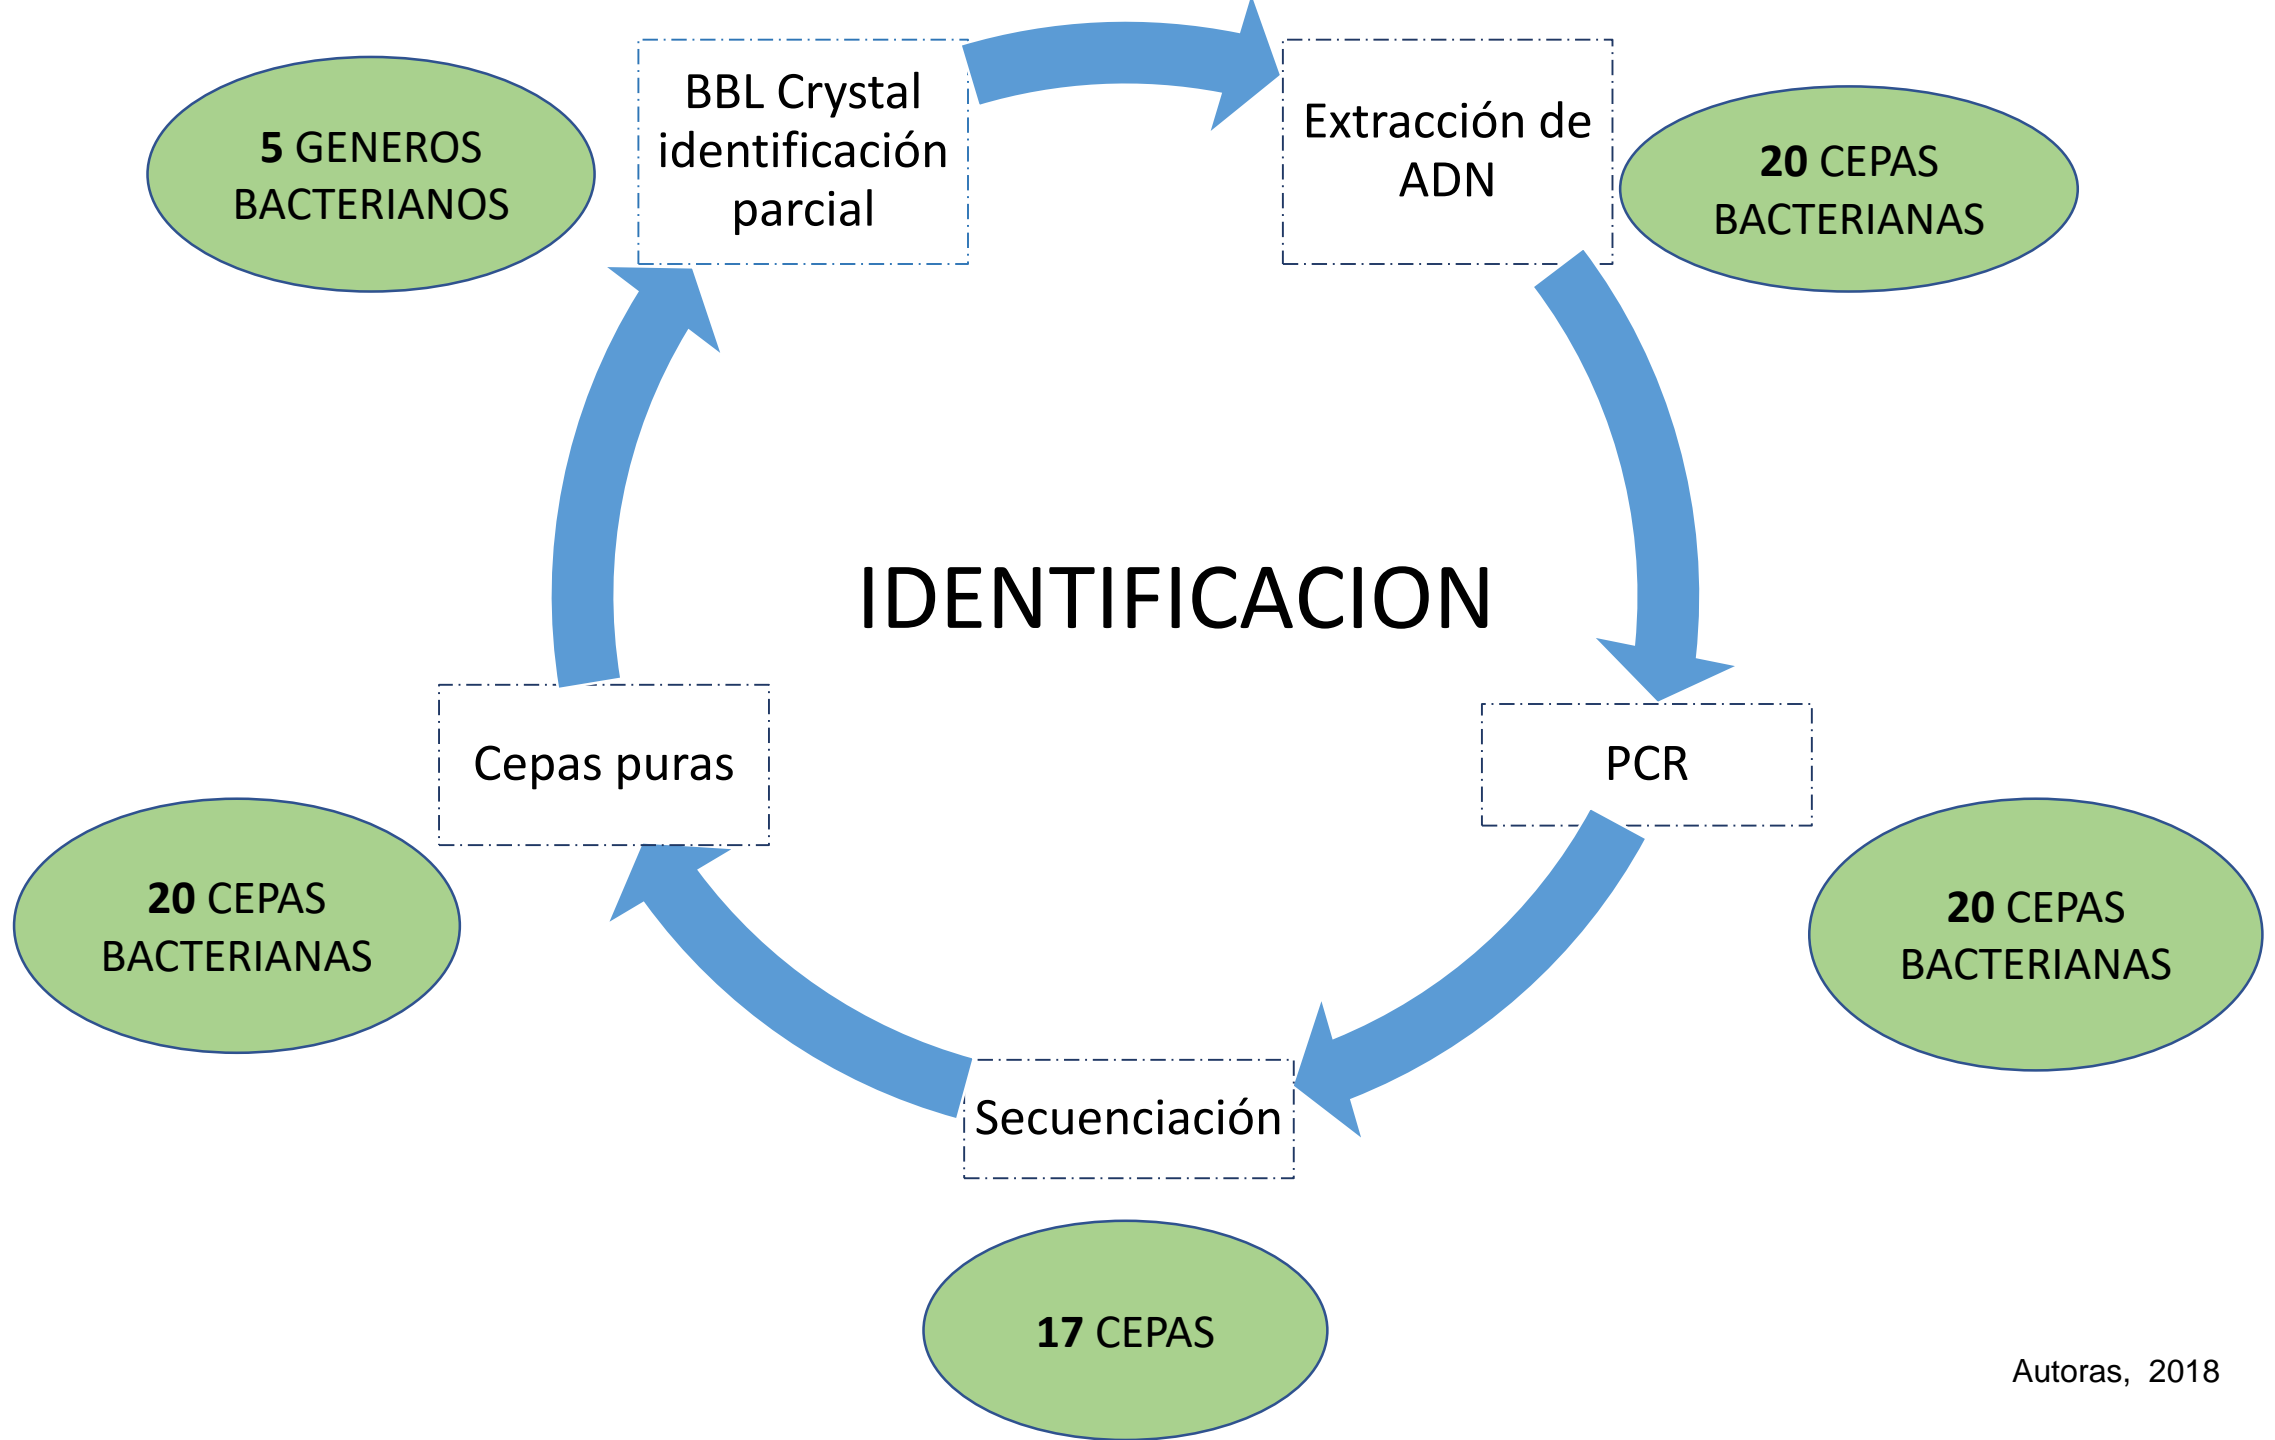 BBL Crystal
identificación
parcial
5 GENEROS
BACTERIANOS
Extracción de
ADN
20 CEPAS
BACTERIANAS
IDENTIFICACION
Cepas puras
PCR
20 CEPAS
BACTERIANAS
20 CEPAS
BACTERIANAS
Secuenciación
17 CEPAS
Autoras, 2018